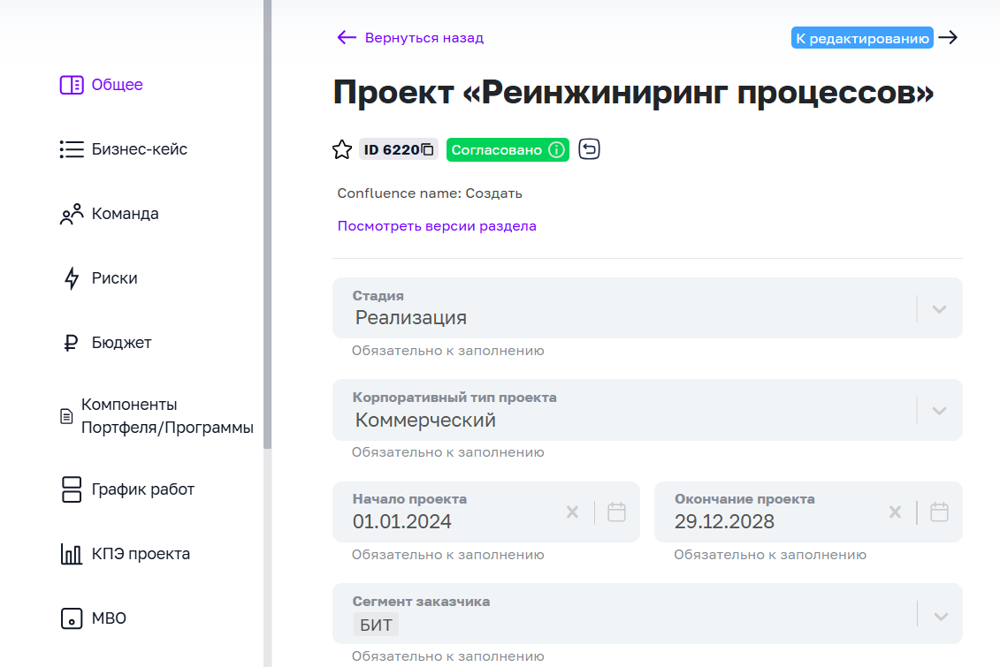 Общее
Бизнес-кейс
Команда
Риски
Бюджет
Компоненты
Портфеля/Программы
График работ
КПЭ проекта
МВО
Вернуться назад
К редактированию
Проект «Реинжиниринг процессов»
ID 6220
Согласовано
Confluence name: Создать
Посмотреть версии раздела
Стадия
Реализация
Обязательно к заполнению
Корпоративный тип проекта
Коммерческий
Обязательно к заполнению
Начало проекта
01.01.2024
Обязательно к заполнению
Окончание проекта
29.12.2028
Обязательно к заполнению
Сегмент заказчика
БИТ
Обязательно к заполнению